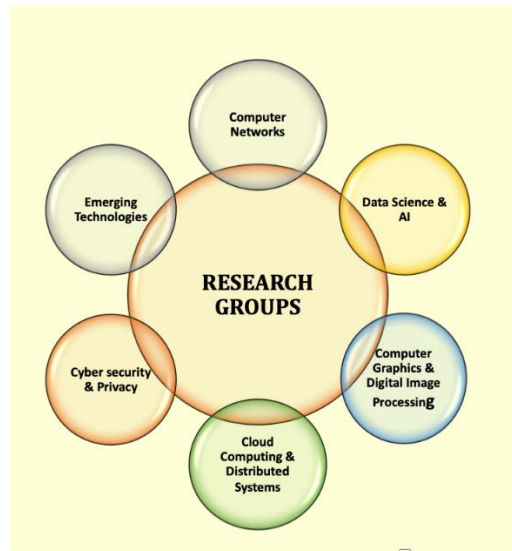 Computer
Networks
Data Science &
AI
Computer
Graphics &
Digital Image
Processing
Cloud
Computing &
Distributed
Systems
Cyber security
& Privacy
Emerging
Technologies
RESEARCH
GROUPS